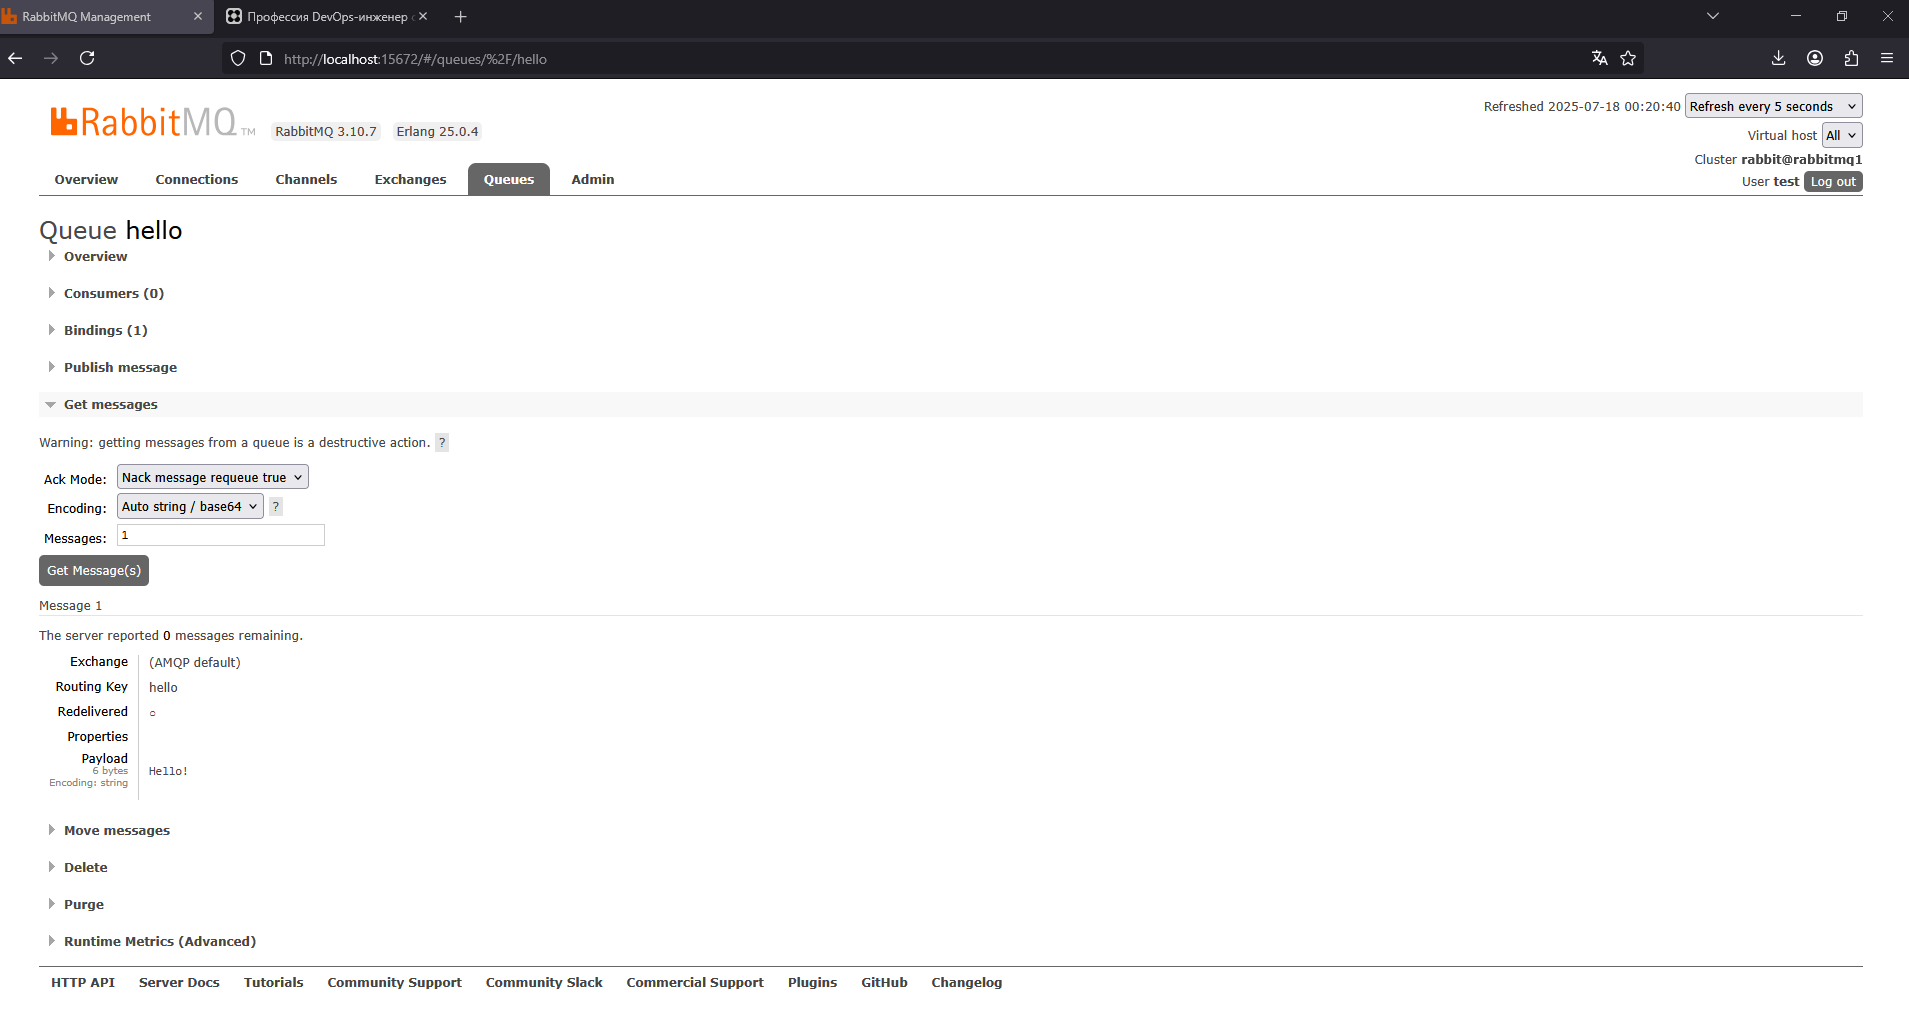 RabbitMQ Management
Профессия DevOps-инженер
http://localhost:15672/#/queues/%2F/hello
RabbitMQ TM
RabbitMQ 3.10.7 Erlang 25.0.4
Refreshed 2025-07-18 00:20:40 Refresh every 5 seconds
Virtual host All
Cluster rabbit@rabbitmq1
User test Log out
Overview Connections Channels Exchanges Queues Admin
Queue hello
Overview
Consumers (0)
Bindings (1)
Publish message
Get messages
Warning: getting messages from a queue is a destructive action. ?
Ack Mode: Nack message requeue true
Encoding: Auto string / base64 ?
Messages: 1
Get Message(s)
Message 1
The server reported 0 messages remaining.
Exchange (AMQP default)
Routing Key hello
Redelivered ○
Properties
Payload
6 bytes
Encoding: string
Hello!
Move messages
Delete
Purge
Runtime Metrics (Advanced)
HTTP API Server Docs Tutorials Community Support Community Slack Commercial Support Plugins GitHub Changelog